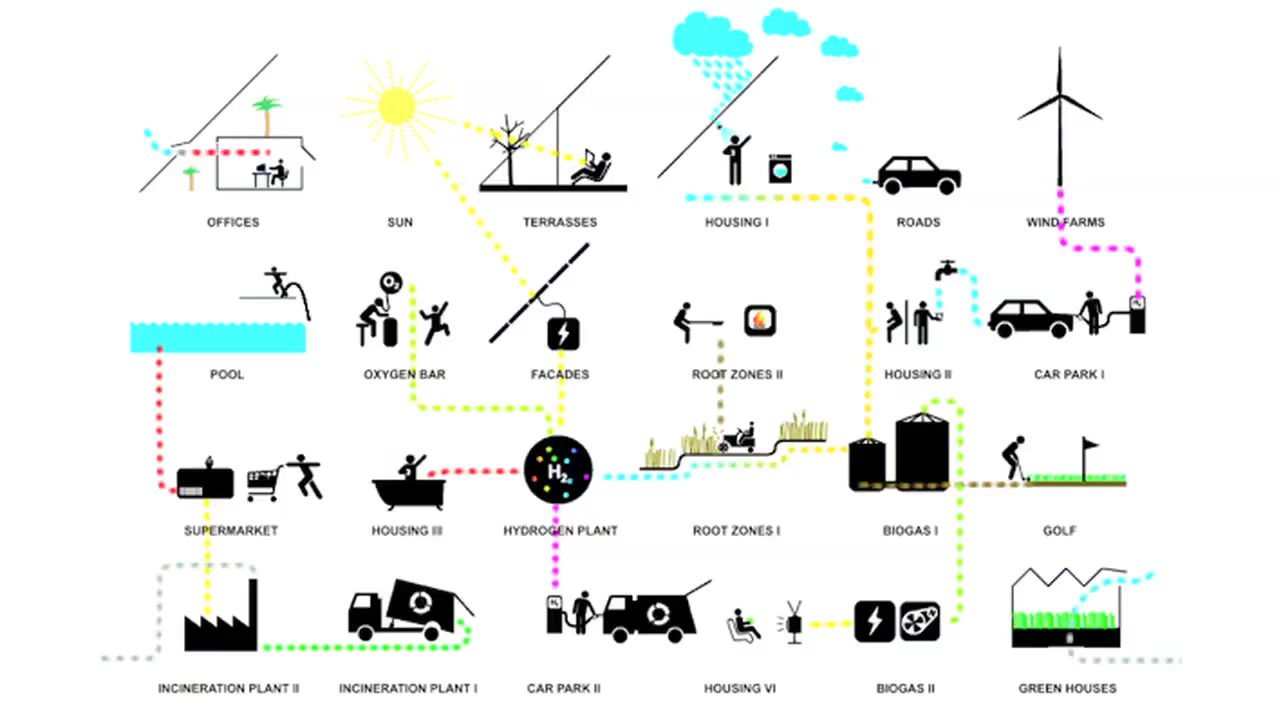 OFFICES
SUN
TERRASSES
HOUSING I
ROADS
WIND FARMS
POOL
OXYGEN BAR
FACADES
ROOT ZONES II
HOUSING II
CAR PARK I
H2
SUPERMARKET
HOUSING III
HYDROGEN PLANT
ROOT ZONES I
BIOGAS I
GOLF
INCINERATION PLANT II
INCINERATION PLANT I
CAR PARK II
HOUSING VI
BIOGAS II
GREEN HOUSES